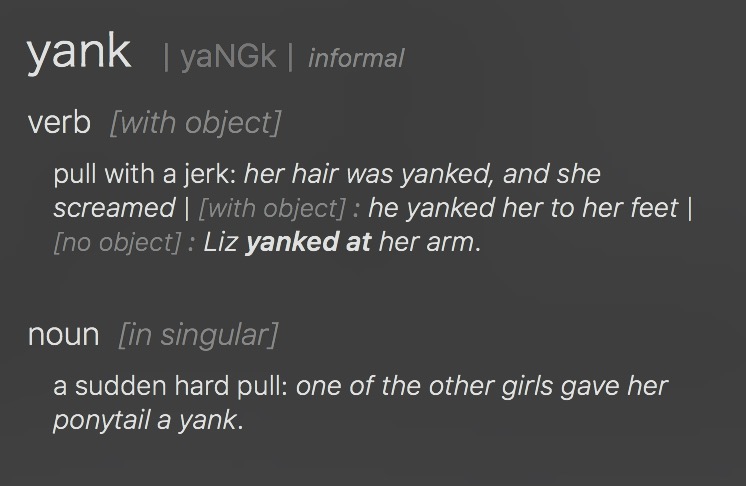 yank | yaNGk | informal
verb [with object]
pull with a jerk: her hair was yanked, and she
screamed | [with object] : he yanked her to her feet |
[no object] : Liz yanked at her arm.
noun [in singular]
a sudden hard pull: one of the other girls gave her
ponytail a yank.